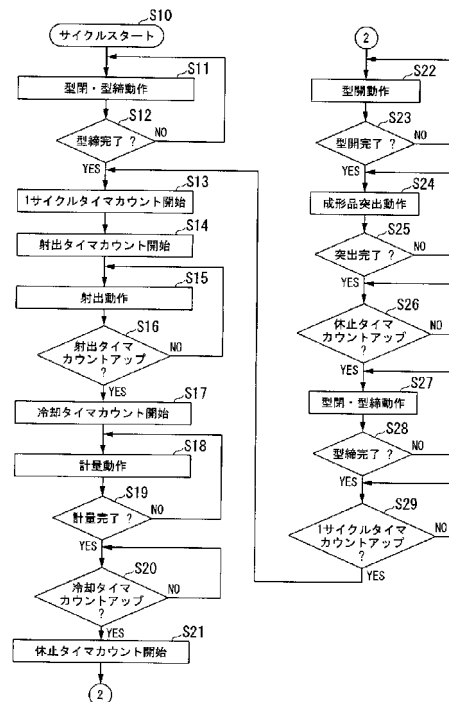 S10
サイクルスタート
S11
型閉・型締動作
S12
型締完了 ?
NO
YES
S13
1サイクルタイマカウント開始
S14
射出タイマカウント開始
S15
射出動作
S16
射出タイマ
カウントアップ
?
NO
YES
S17
冷却タイマカウント開始
S18
計量動作
S19
計量完了 ?
NO
YES
S20
冷却タイマ
カウントアップ
?
NO
YES
S21
休止タイマカウント開始
2
2
S22
型開動作
S23
型開完了 ?
NO
YES
S24
成形品突出動作
S25
突出完了 ?
NO
YES
S26
休止タイマ
カウントアップ
?
NO
YES
S27
型閉・型締動作
S28
型締完了 ?
NO
YES
S29
1サイクルタイマ
カウントアップ
?
NO
YES